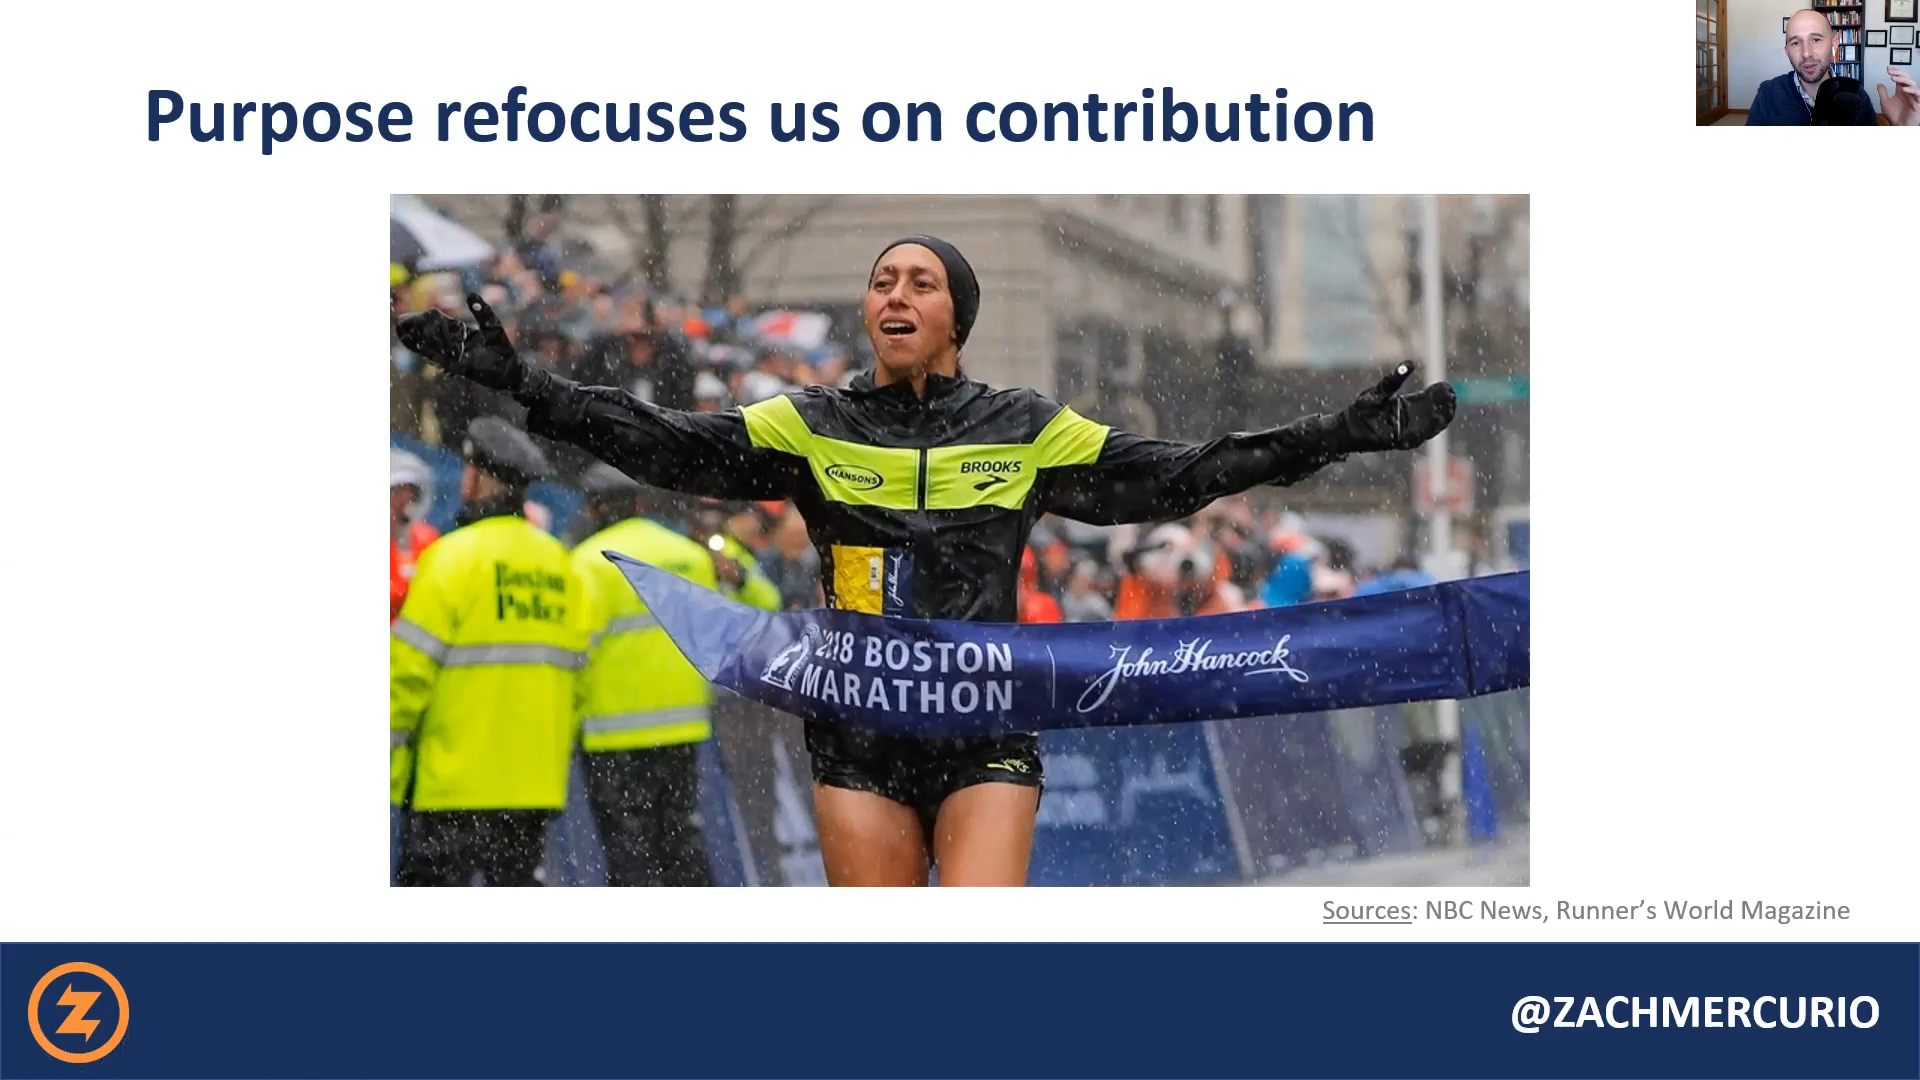 Purpose refocuses us on contribution
HANSONS
BROOKS
Boston
Police
2018 BOSTON
MARATHON
John Hancock
Sources: NBC News, Runner's World Magazine
@ZACHMERCURIO